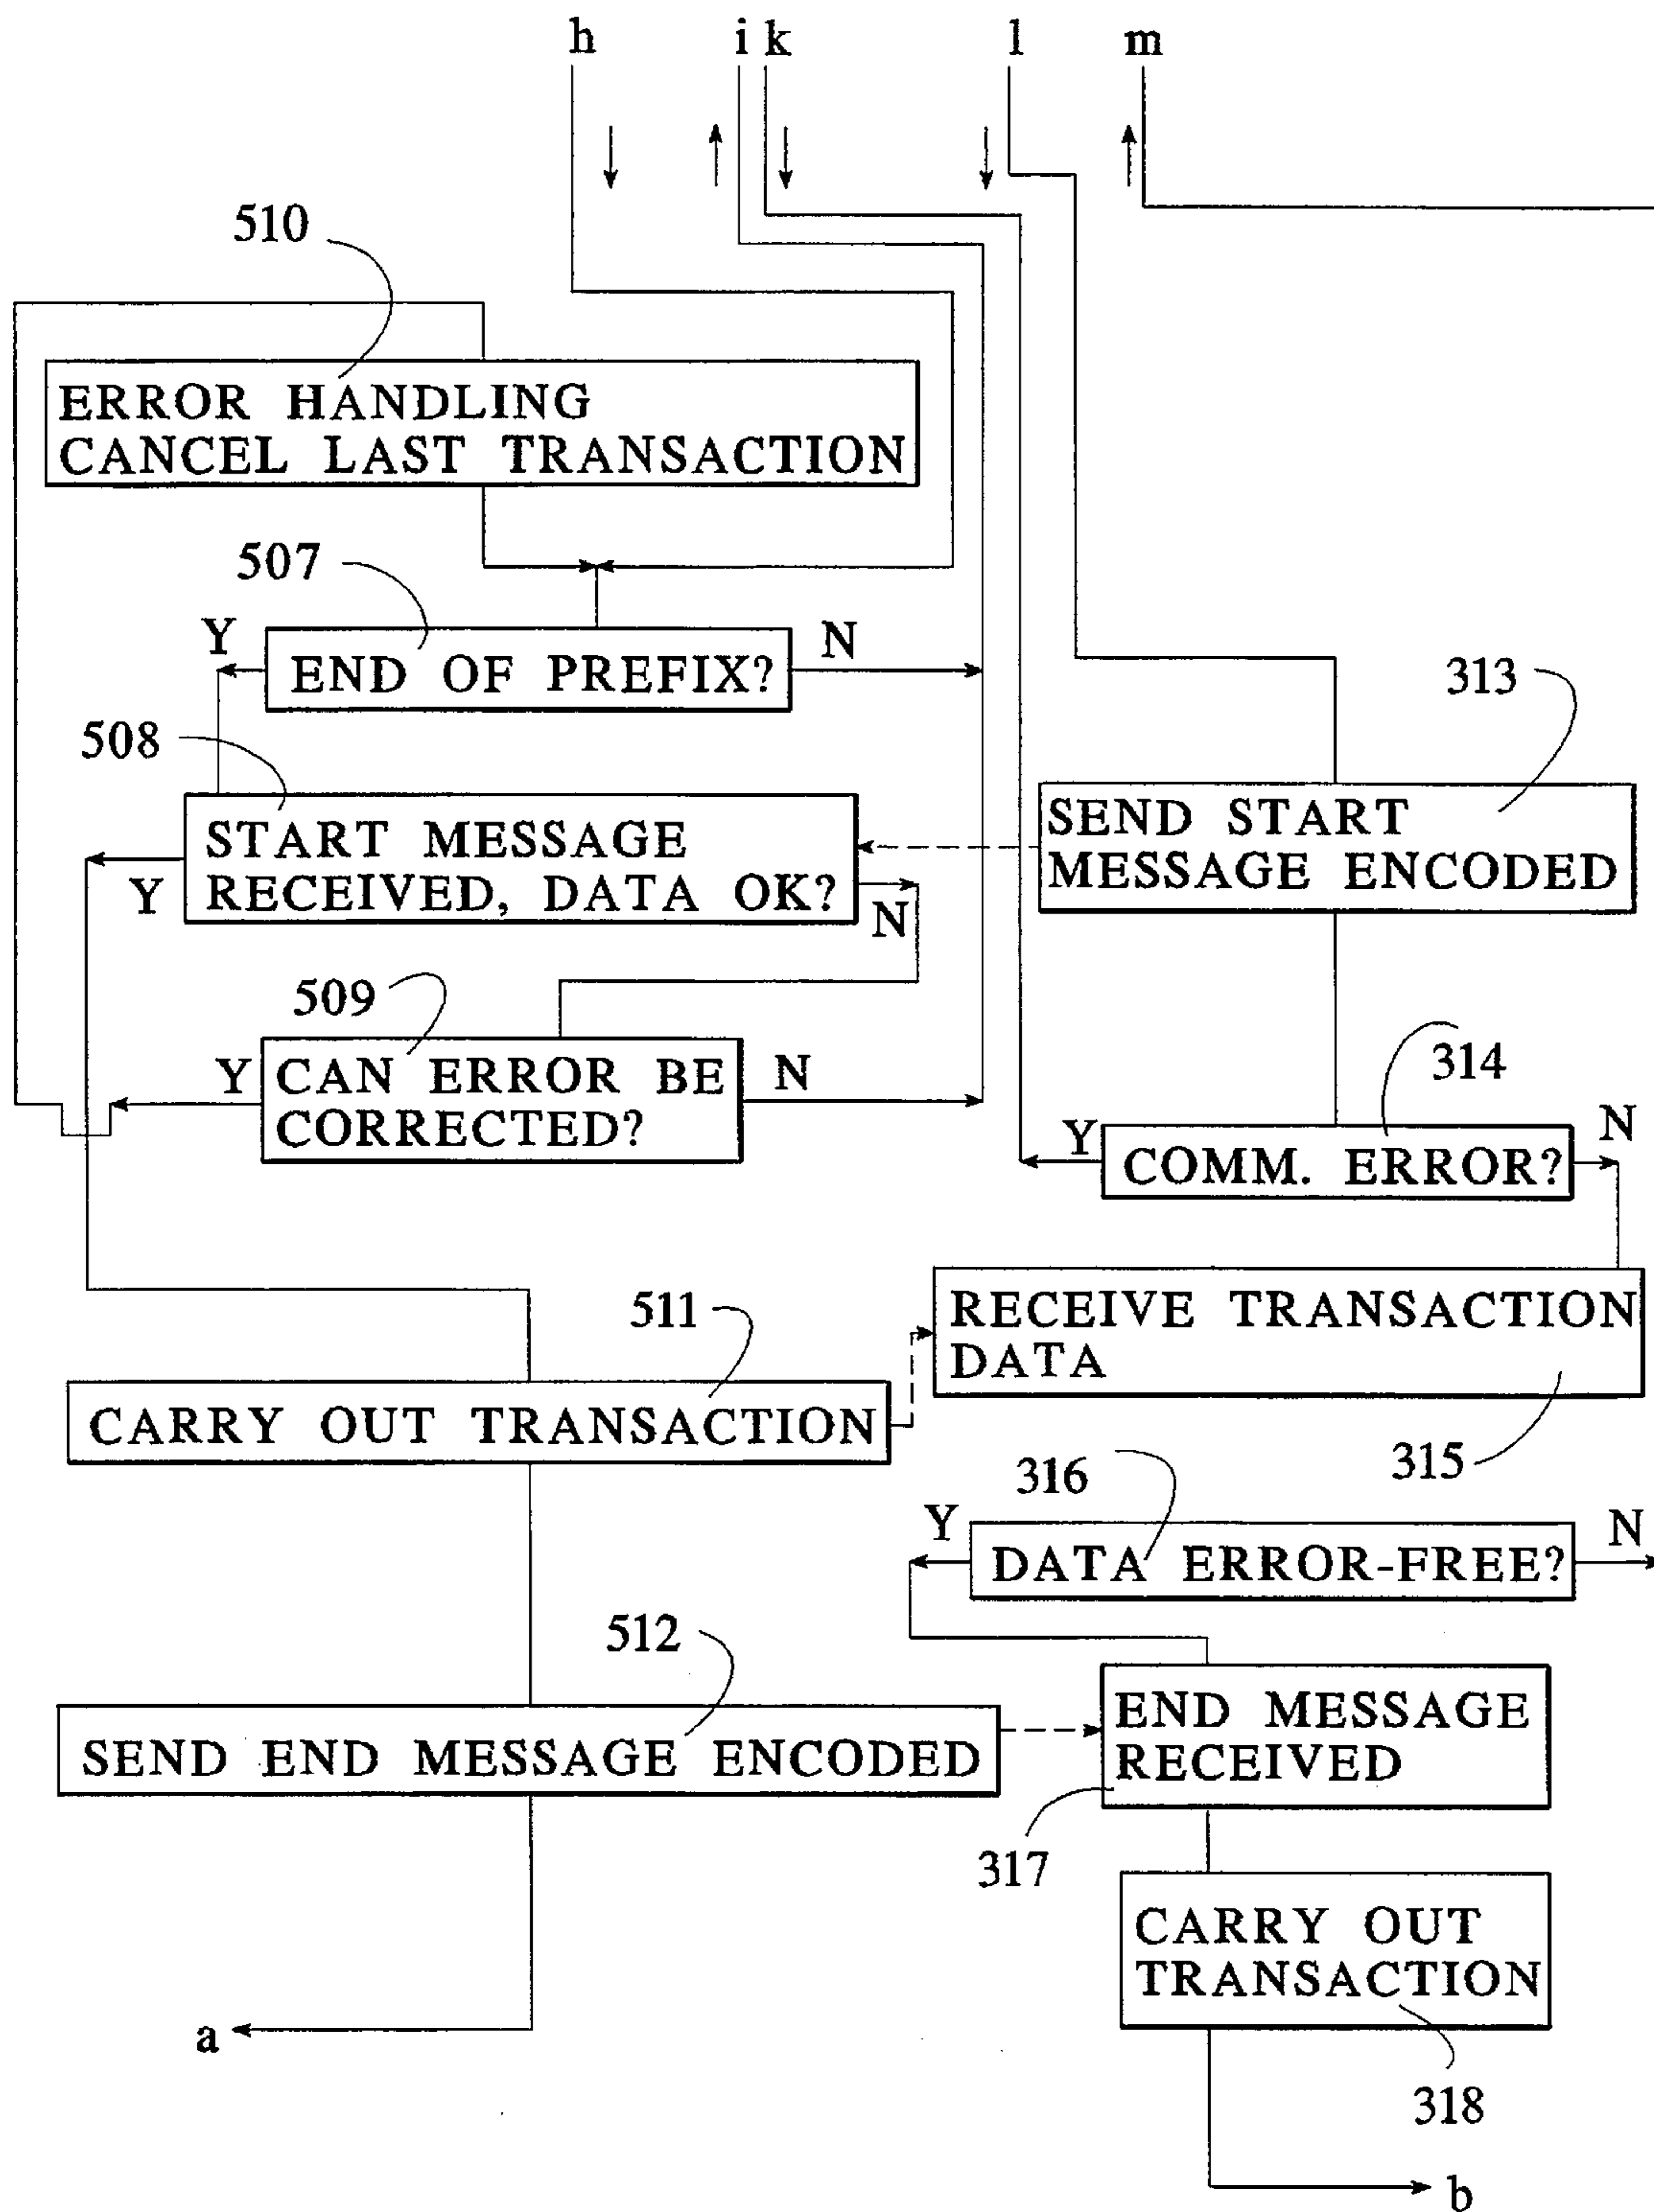 h i k l m
510
ERROR HANDLING
CANCEL LAST TRANSACTION
507
Y N
END OF PREFIX?
313
508
START MESSAGE
RECEIVED, DATA OK?
Y
N
SEND START
MESSAGE ENCODED
509
Y N
CAN ERROR BE
CORRECTED?
314
Y N
COMM. ERROR?
511
RECEIVE TRANSACTION
DATA
CARRY OUT TRANSACTION
316
315
Y N
DATA ERROR-FREE?
512
SEND END MESSAGE ENCODED
END MESSAGE
RECEIVED
317
CARRY OUT
TRANSACTION
a
318
b